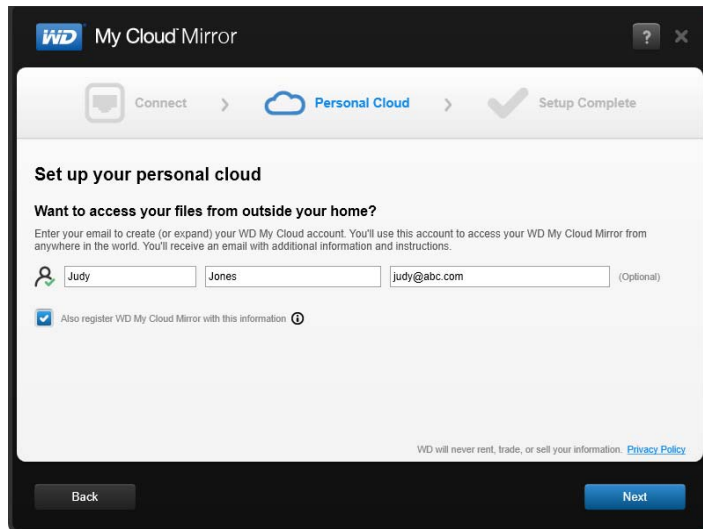 WD My Cloud Mirror ?
Connect > Personal Cloud > Setup Complete
Set up your personal cloud
Want to access your files from outside your home?
Enter your email to create (or expand) your WD My Cloud account. You'll use this account to access your WD My Cloud Mirror from
anywhere in the world. You'll receive an email with additional information and instructions.
Judy Jones judy@abc.com (Optional)
Also register WD My Cloud Mirror with this information
WD will never rent, trade, or sell your information. Privacy Policy
Back Next